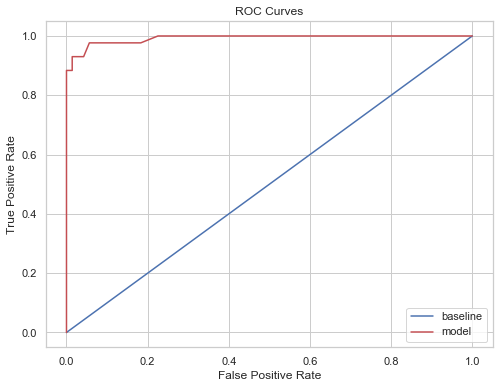 ROC Curves
True Positive Rate
1.0
0.8
0.6
0.4
0.2
0.0
0.0 0.2 0.4 0.6 0.8 1.0
False Positive Rate
baseline
model